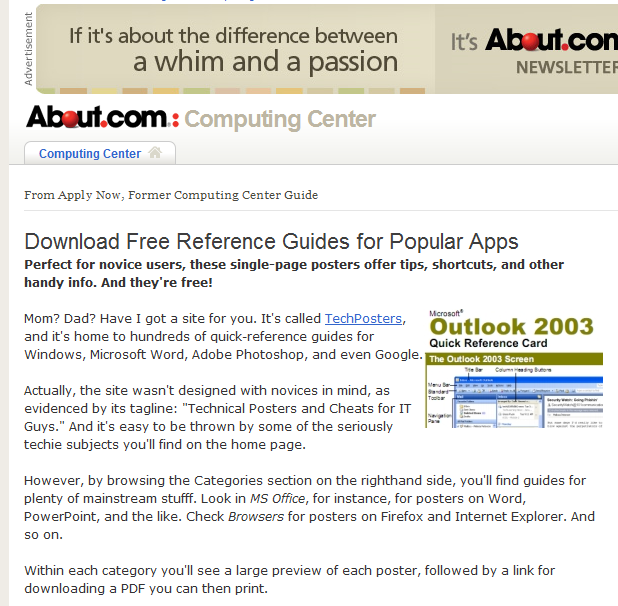 Advertisement
If it's about the difference between
a whim and a passion
It's About.com
NEWSLETTER
About.com: Computing Center
Computing Center
From Apply Now, Former Computing Center Guide
Download Free Reference Guides for Popular Apps
Perfect for novice users, these single-page posters offer tips, shortcuts, and other
handy info. And they're free!
Mom? Dad? Have I got a site for you. It's called TechPosters,
and it's home to hundreds of quick-reference guides for
Windows, Microsoft Word, Adobe Photoshop, and even Google.
Microsoft®
Outlook 2003
Quick Reference Card
The Outlook 2003 Screen
Title Bar Column Heading Buttons
Menu Bar
Standard
Toolbar
Navigation
Pane
Actually, the site wasn't designed with novices in mind, as
evidenced by its tagline: "Technical Posters and Cheats for IT
Guys." And it's easy to be thrown by some of the seriously
techie subjects you'll find on the home page.
However, by browsing the Categories section on the righthand side, you'll find guides for
plenty of mainstream stufff. Look in MS Office, for instance, for posters on Word,
PowerPoint, and the like. Check Browsers for posters on Firefox and Internet Explorer. And
so on.
Within each category you'll see a large preview of each poster, followed by a link for
downloading a PDF you can then print.